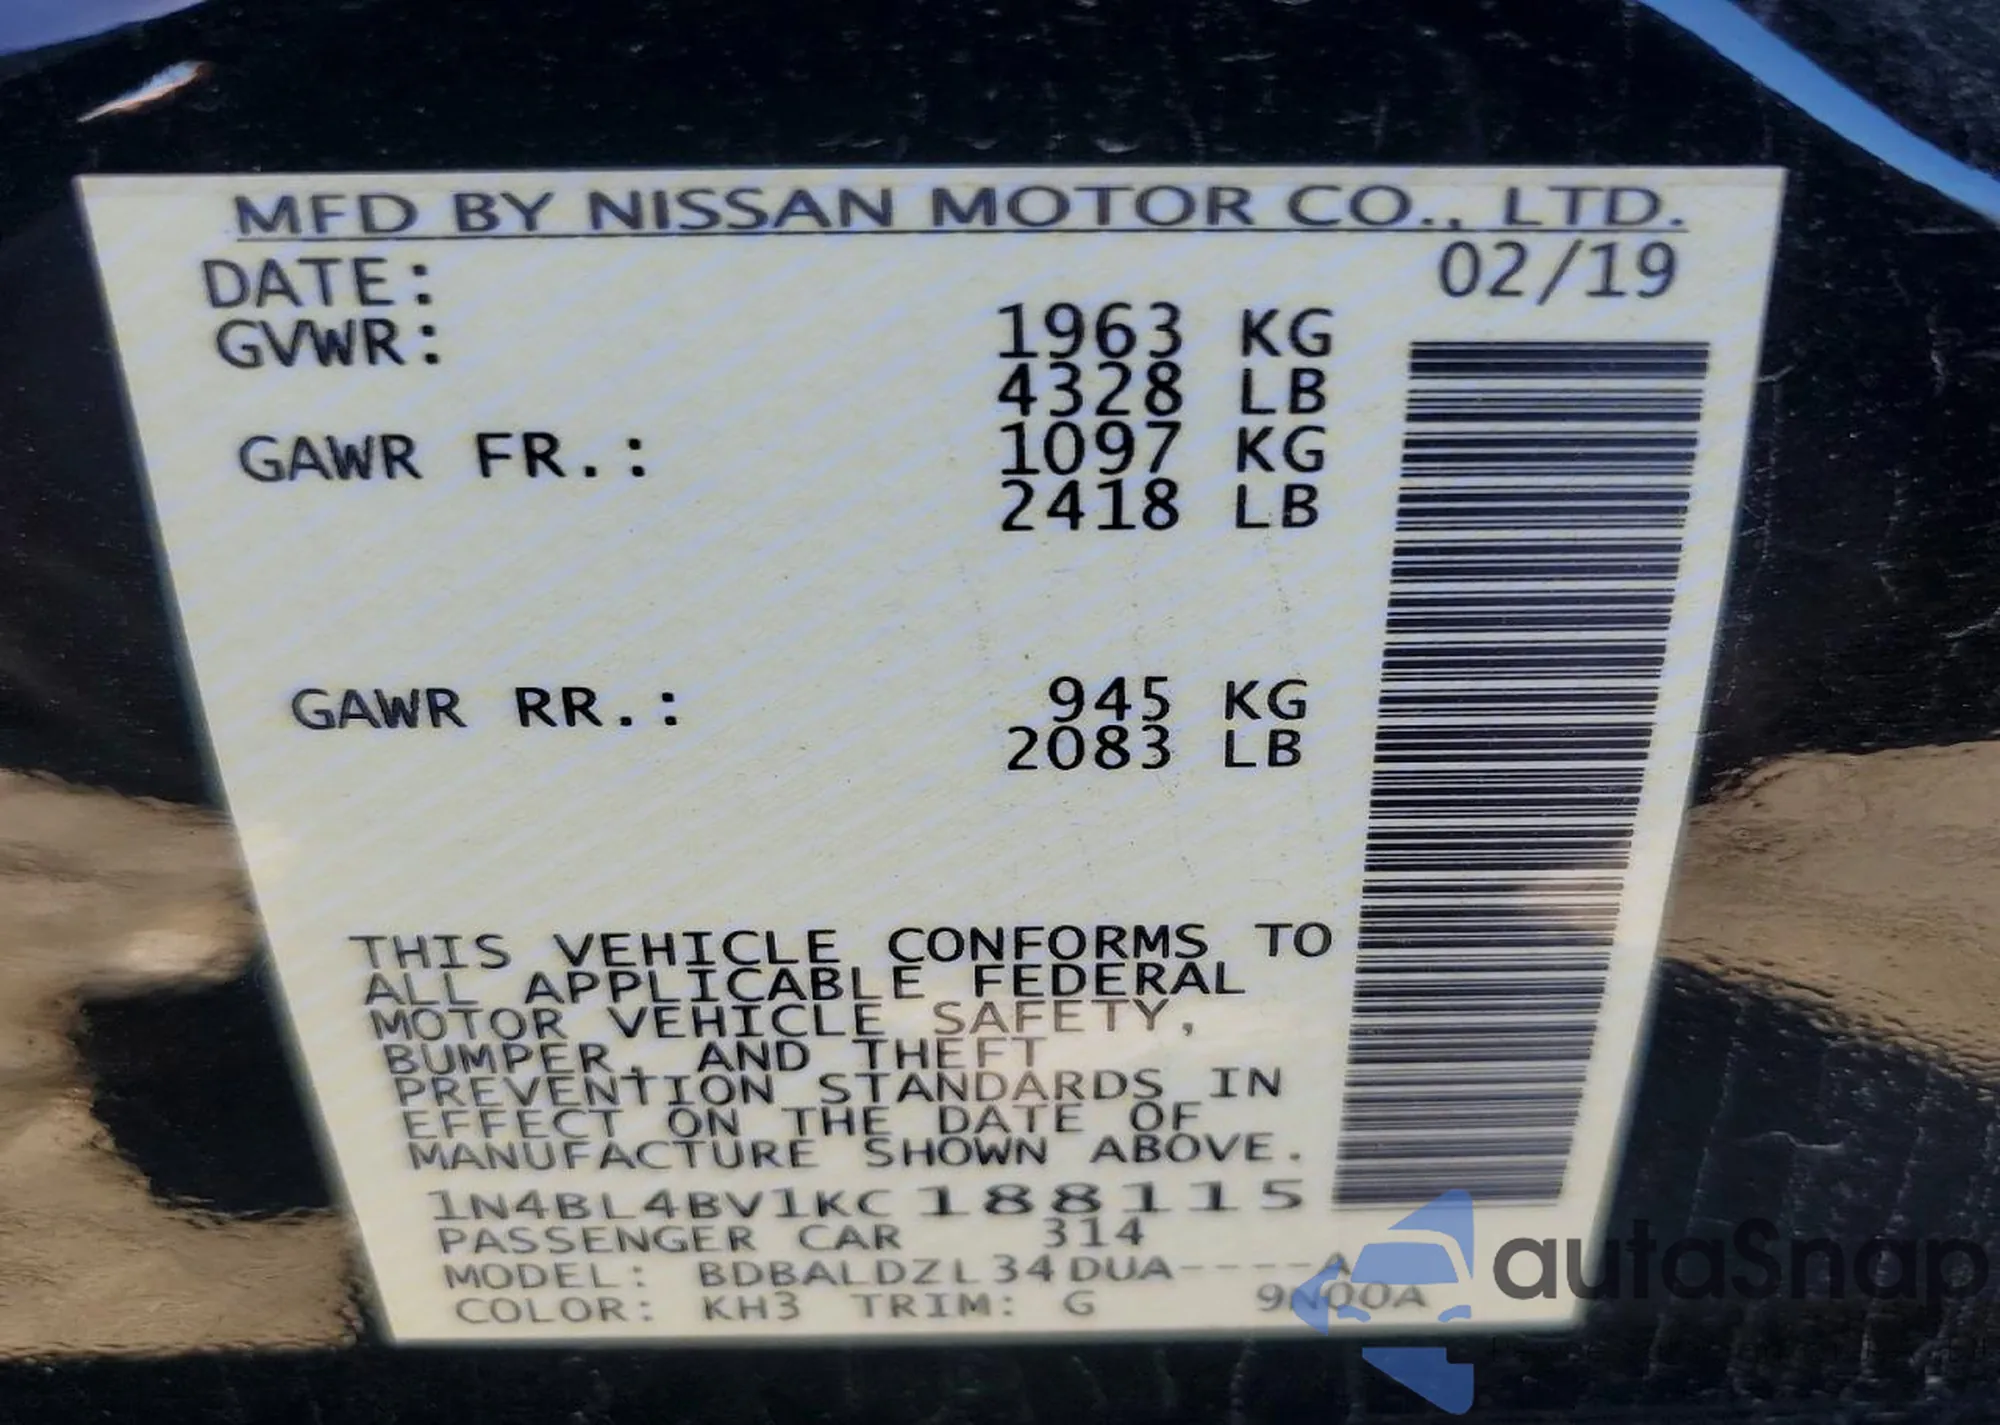 MFD BY NISSAN MOTOR CO., LTD.
DATE: 02/19
GVWR: 1963 KG
4328 LB
GAWR FR.: 1097 KG
2418 LB
GAWR RR.: 945 KG
2083 LB
THIS VEHICLE CONFORMS TO
ALL APPLICABLE FEDERAL
MOTOR VEHICLE SAFETY,
BUMPER, AND THEFT
PREVENTION STANDARDS IN
EFFECT ON THE DATE OF
MANUFACTURE SHOWN ABOVE.
1N4BL4BV1KC188115
PASSENGER CAR 314
MODEL: BDBALDZL34DUA----A
COLOR: KH3 TRIM: G 9N00A
autaSnap